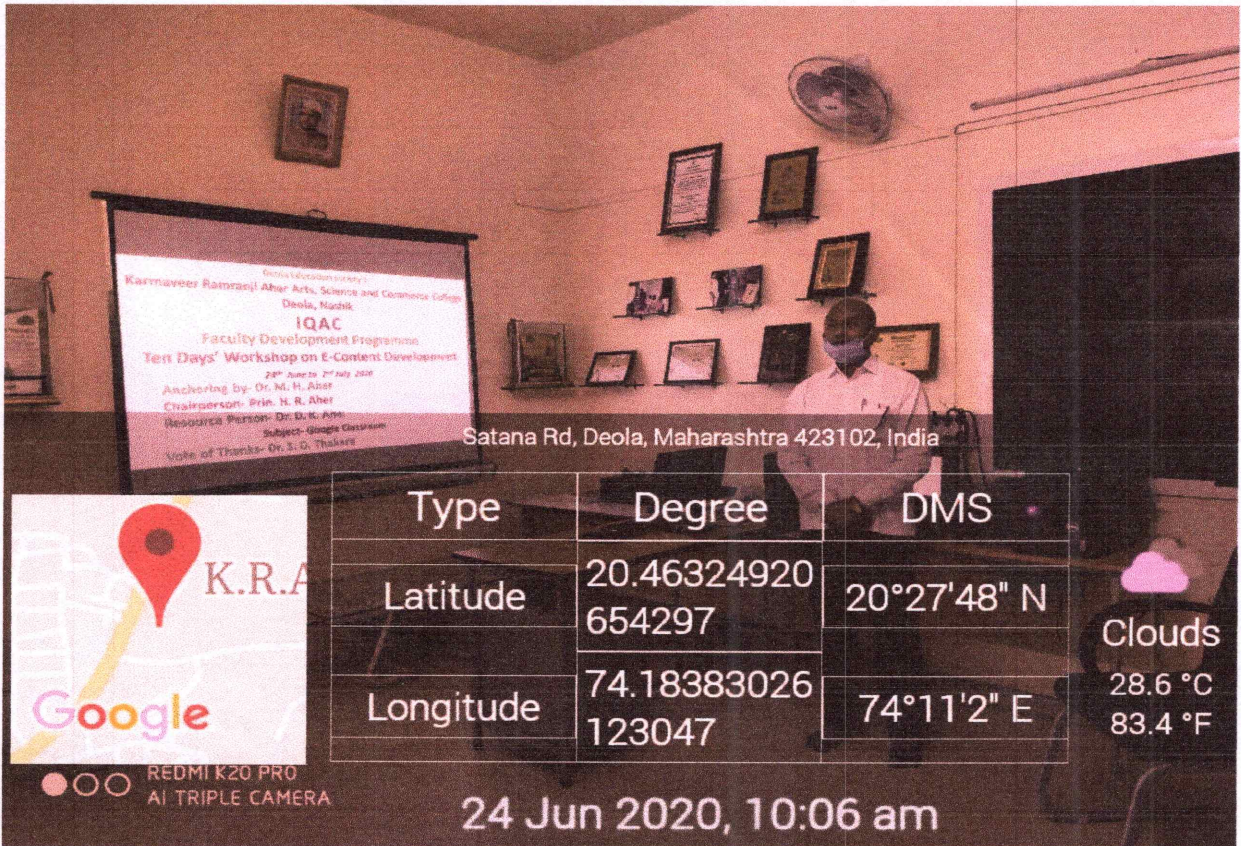 Karmaveer Ramraoji Aher Arts, Science and Commerce College
Deola, Nashik
IQAC
Faculty Development Programme
Ten Days' Workshop on E-Content Development
24th June to 2nd July 2020
Anchoring by- Dr. M. H. Aher
Chairperson- Prin. H. R. Aher
Resource Person- Dr. D. K. Aher
Subject- Google Classroom
Vote of Thanks- Dr. S. G. Thakare
Satana Rd, Deola, Maharashtra 423102, India
Type Degree DMS
Latitude 20.46324920654297 20°27'48" N
Longitude 74.18383026123047 74°11'2" E
K.R.A
Google
Clouds
28.6 °C
83.4 °F
REDMI K20 PRO
AI TRIPLE CAMERA
24 Jun 2020, 10:06 am